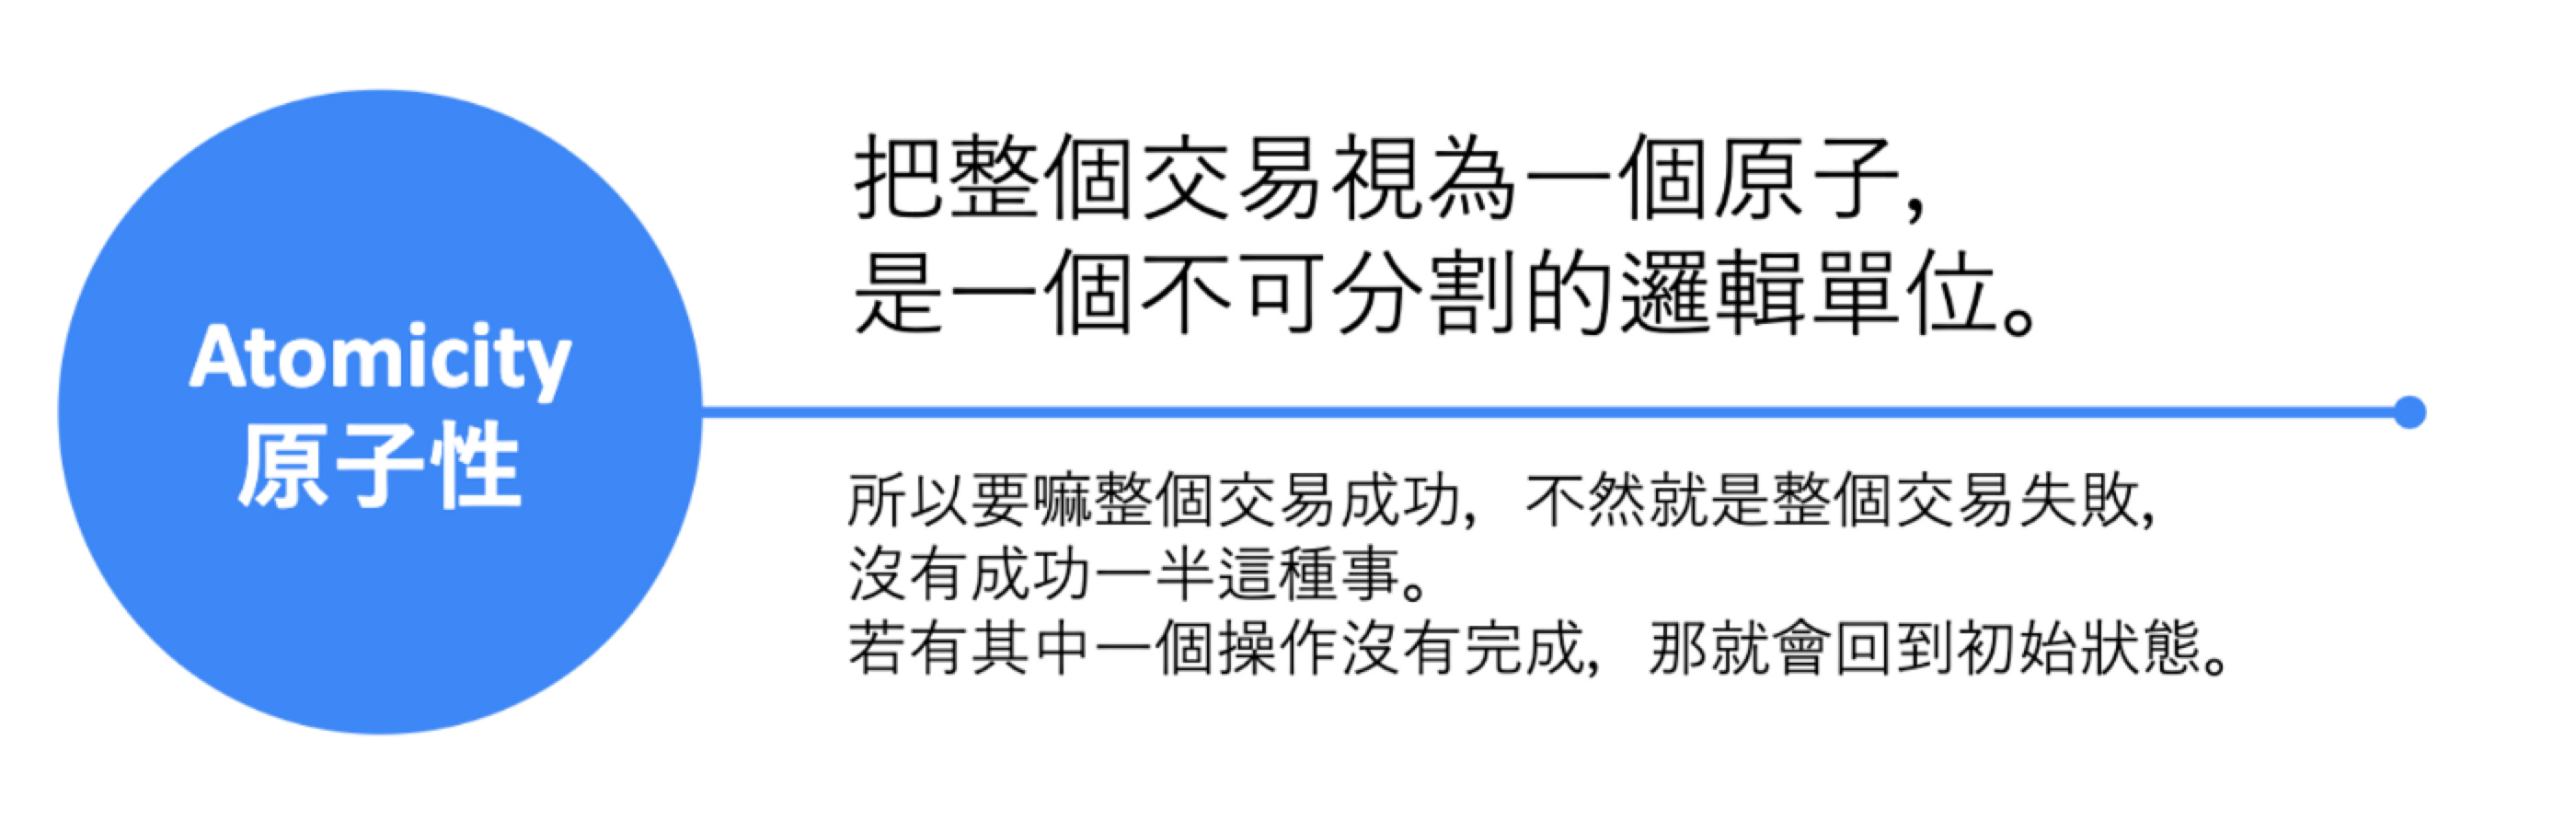 Atomicity
原子性
把整個交易視為一個原子,
是一個不可分割的邏輯單位。
所以要嘛整個交易成功, 不然就是整個交易失敗,
沒有成功一半這種事。
若有其中一個操作沒有完成, 那就會回到初始狀態。